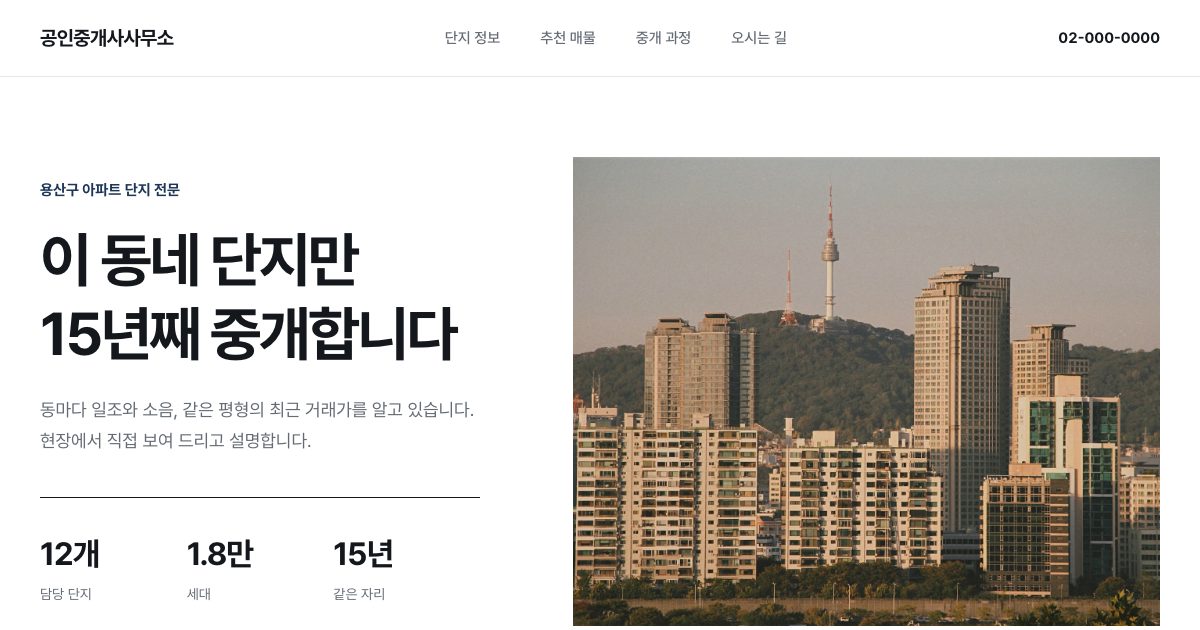 공인중개사사무소
단지 정보
추천 매물
중개 과정
오시는 길
02-000-0000
용산구 아파트 단지 전문
이 동네 단지만
15년째 중개합니다
동마다 일조와 소음, 같은 평형의 최근 거래가를 알고 있습니다.
현장에서 직접 보여 드리고 설명합니다.
12개
담당 단지
1.8만
세대
15년
같은 자리